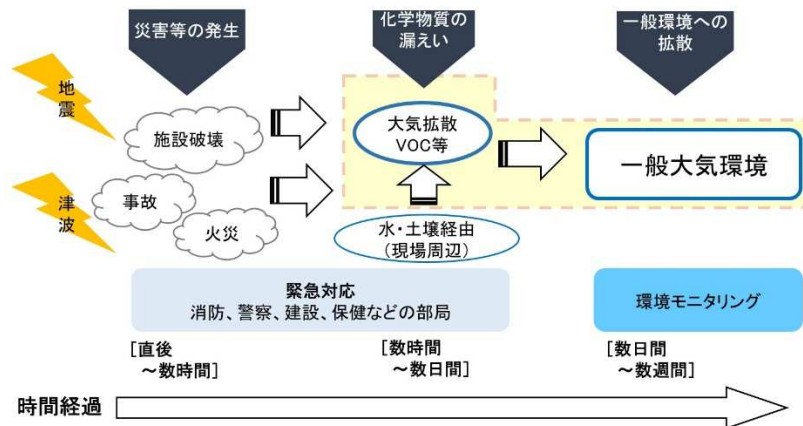 災害等の発生
化学物質の
漏えい
一般環境への
拡散
地震
津波
施設破壊
事故
火災
大気拡散
VOC等
水・土壌経由
(現場周辺)
一般大気環境
緊急対応
消防、警察、建設、保健などの部局
環境モニタリング
[直後
～数時間]
[数時間
～数日間]
[数日間
～数週間]
時間経過